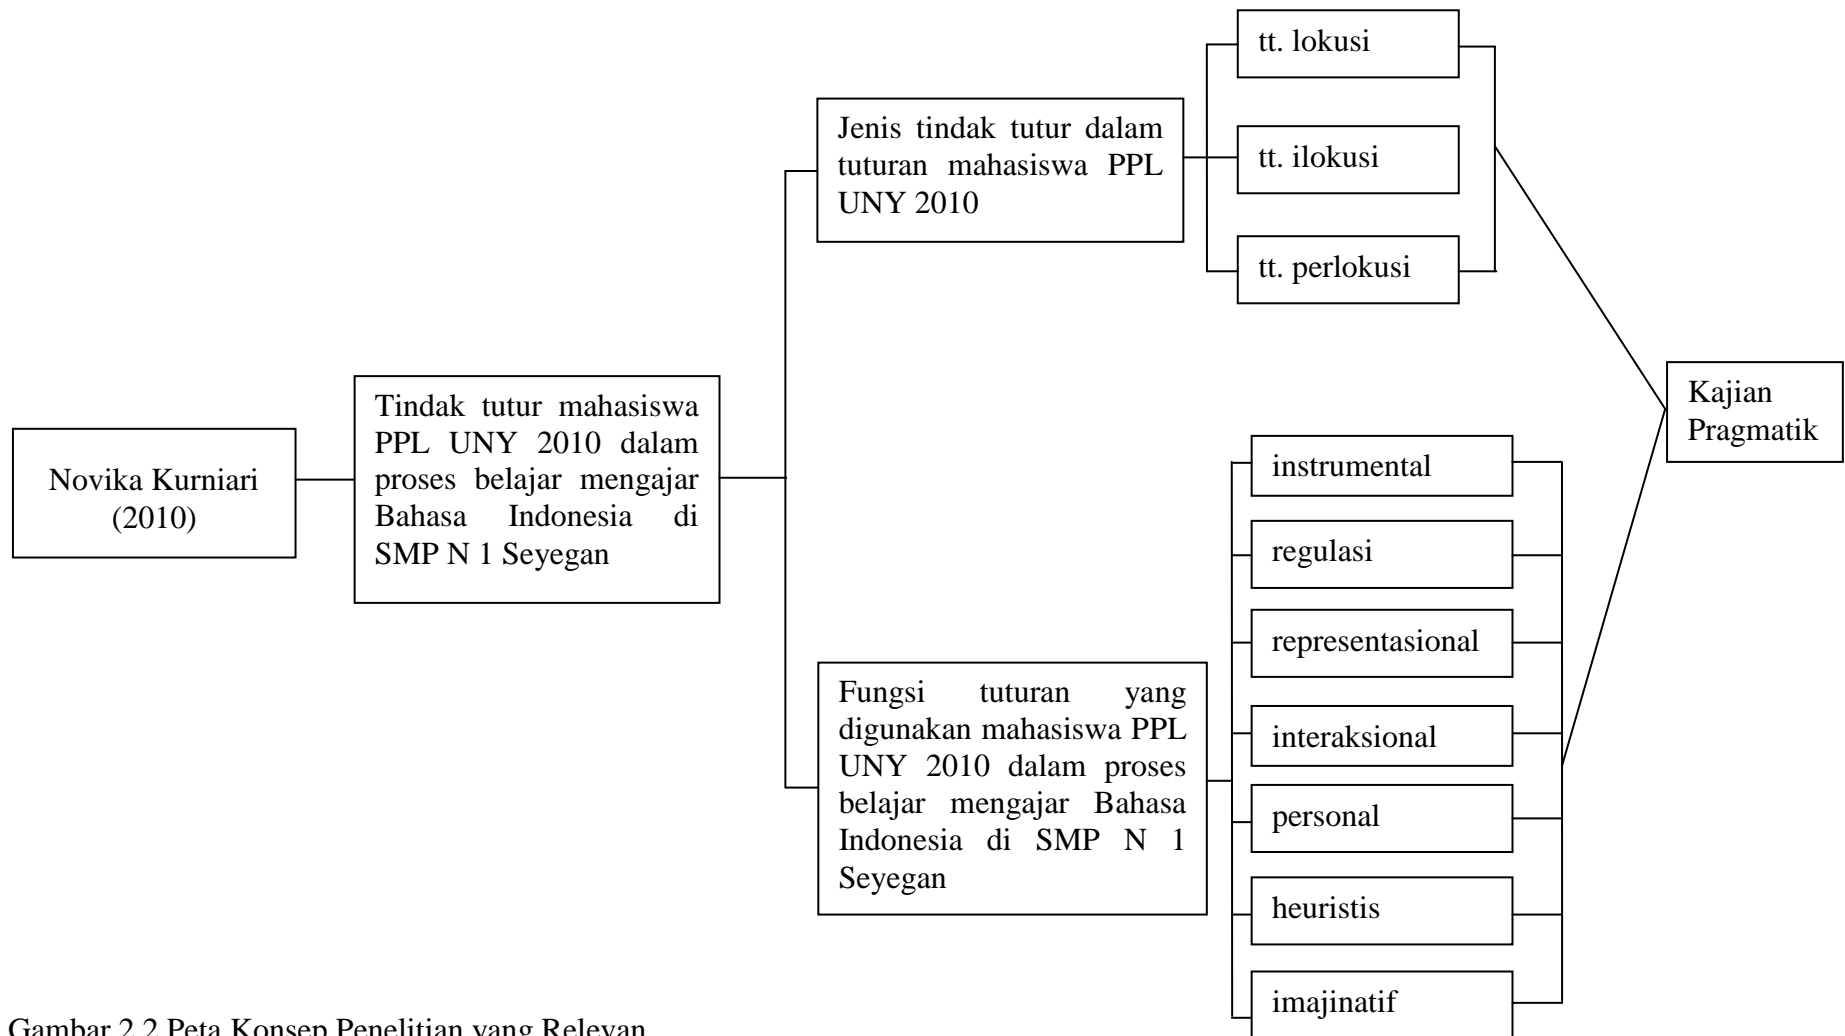 Novika Kurniari
(2010)
Tindak tutur mahasiswa
PPL UNY 2010 dalam
proses belajar mengajar
Bahasa Indonesia di
SMP N 1 Seyegan
Jenis tindak tutur dalam
tuturan mahasiswa PPL
UNY 2010
tt. lokusi
tt. ilokusi
tt. perlokusi
Fungsi tuturan yang
digunakan mahasiswa PPL
UNY 2010 dalam proses
belajar mengajar Bahasa
Indonesia di SMP N 1
Seyegan
instrumental
regulasi
representasional
interaksional
personal
heuristis
imajinatif
Kajian
Pragmatik
Gambar 2.2 Peta Konsep Penelitian yang Relevan